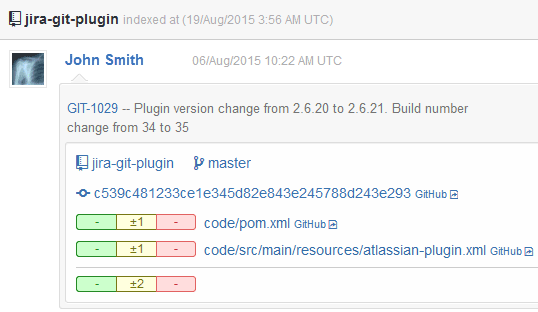 jira-git-plugin indexed at (19/Aug/2015 3:56 AM UTC)
John Smith 06/Aug/2015 10:22 AM UTC
GIT-1029 -- Plugin version change from 2.6.20 to 2.6.21. Build number
change from 34 to 35
jira-git-plugin master
c539c481233ce1e345d82e843e245788d243e293 GitHub
- ±1 - code/pom.xml GitHub
- ±1 - code/src/main/resources/atlassian-plugin.xml GitHub
- ±2 -